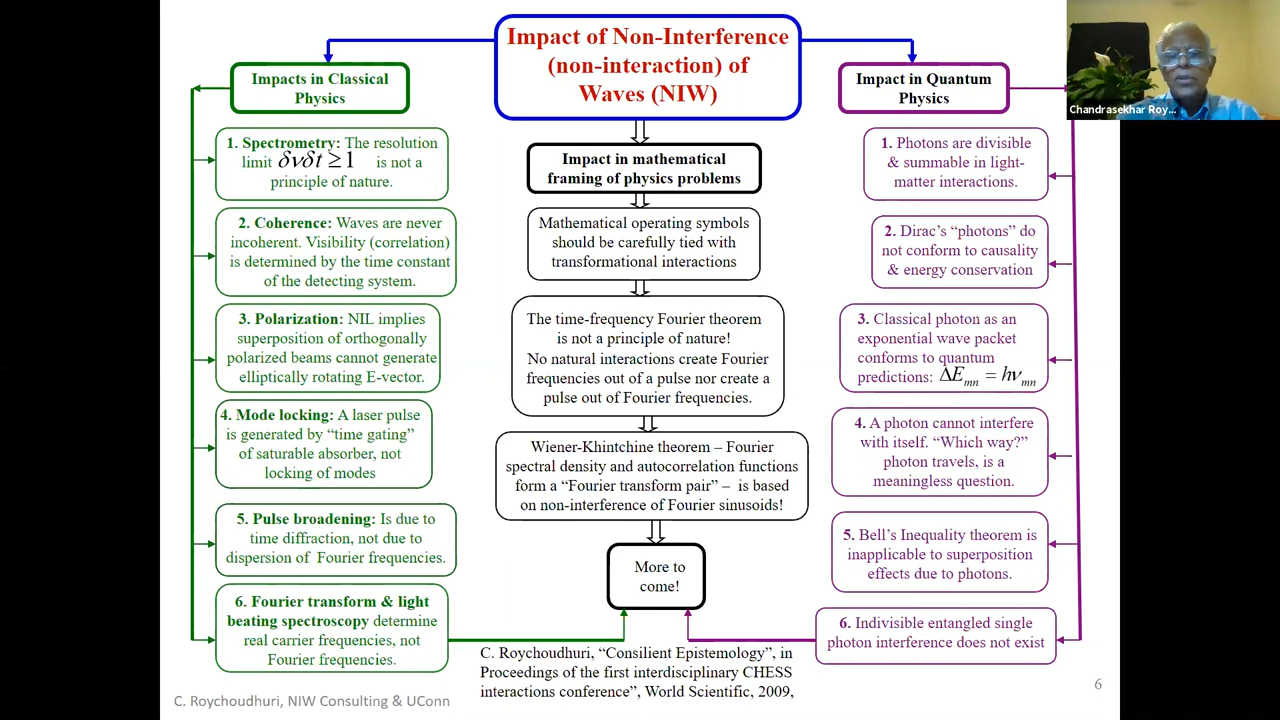 Impact of Non-Interference
(non-interaction) of
Waves (NIW)
Impacts in Classical
Physics
1. Spectrometry: The resolution
limit δνδt ≥ 1 is not a
principle of nature.
2. Coherence: Waves are never
incoherent. Visibility (correlation)
is determined by the time constant
of the detecting system.
3. Polarization: NIL implies
superposition of orthogonally
polarized beams cannot generate
elliptically rotating E-vector.
4. Mode locking: A laser pulse
is generated by “time gating”
of saturable absorber, not
locking of modes
5. Pulse broadening: Is due to
time diffraction, not due to
dispersion of Fourier frequencies.
6. Fourier transform & light
beating spectroscopy determine
real carrier frequencies, not
Fourier frequencies.
Impact in mathematical
framing of physics problems
Mathematical operating symbols
should be carefully tied with
transformational interactions
The time-frequency Fourier theorem
is not a principle of nature!
No natural interactions create Fourier
frequencies out of a pulse nor create a
pulse out of Fourier frequencies.
Wiener-Khintchine theorem – Fourier
spectral density and autocorrelation functions
form a “Fourier transform pair” – is based
on non-interference of Fourier sinusoids!
More to
come!
Impact in Quantum
Physics
1. Photons are divisible
& summable in light-
matter interactions.
2. Dirac’s “photons” do
not conform to causality
& energy conservation
3. Classical photon as an
exponential wave packet
conforms to quantum
predictions: ΔEmn = hνmn
4. A photon cannot interfere
with itself. “Which way?”
photon travels, is a
meaningless question.
5. Bell’s Inequality theorem is
inapplicable to superposition
effects due to photons.
6. Indivisible entangled single
photon interference does not exist
C. Roychoudhuri, “Consilient Epistemology”, in
Proceedings of the first interdisciplinary CHESS
interactions conference”, World Scientific, 2009,
C. Roychoudhuri, NIW Consulting & UConn
6
Chandrasekhar Roy...